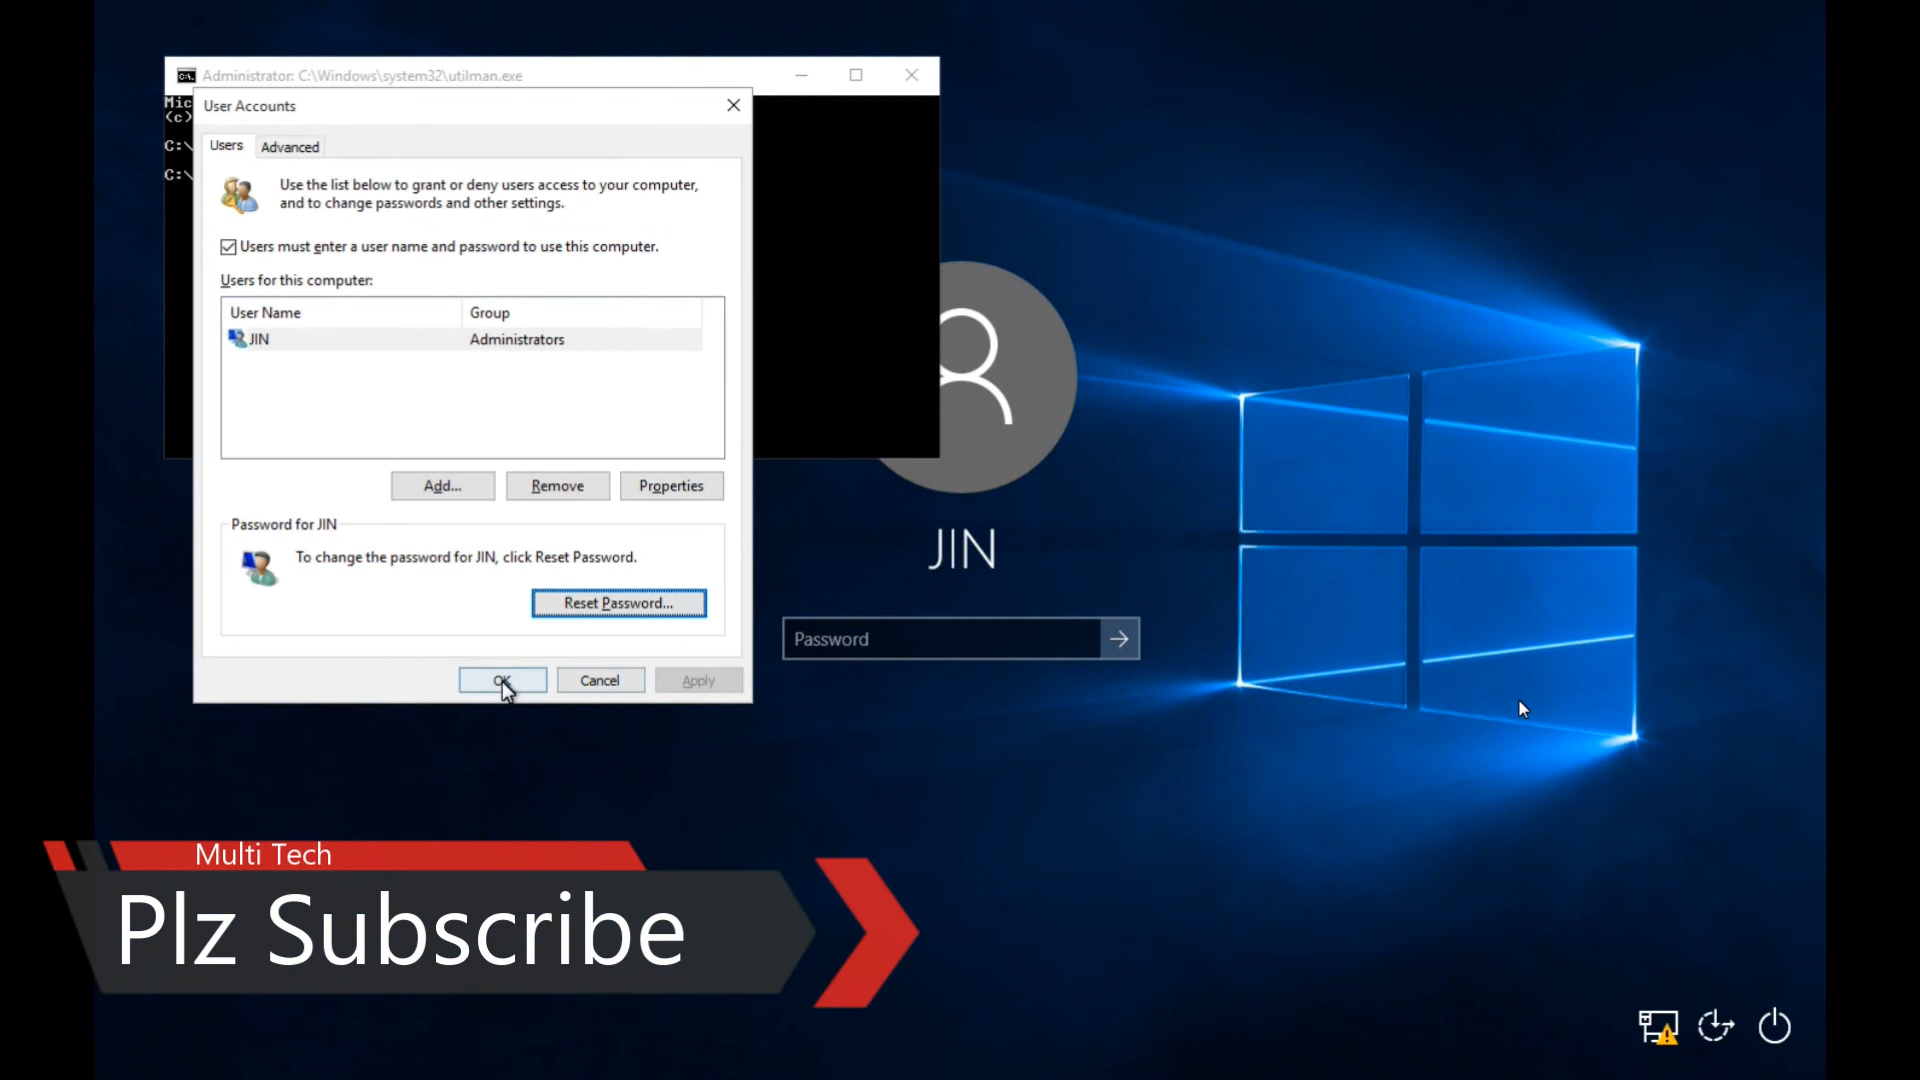 Administrator: C:\Windows\system32\utilman.exe
Mic
(c)
C:\
C:\
User Accounts
Users
Advanced
Use the list below to grant or deny users access to your computer,
and to change passwords and other settings.
Users must enter a user name and password to use this computer.
Users for this computer:
User Name
Group
JIN
Administrators
Add...
Remove
Properties
Password for JIN
To change the password for JIN, click Reset Password.
Reset Password...
OK
Cancel
Apply
JIN
Password
Multi Tech
Plz Subscribe